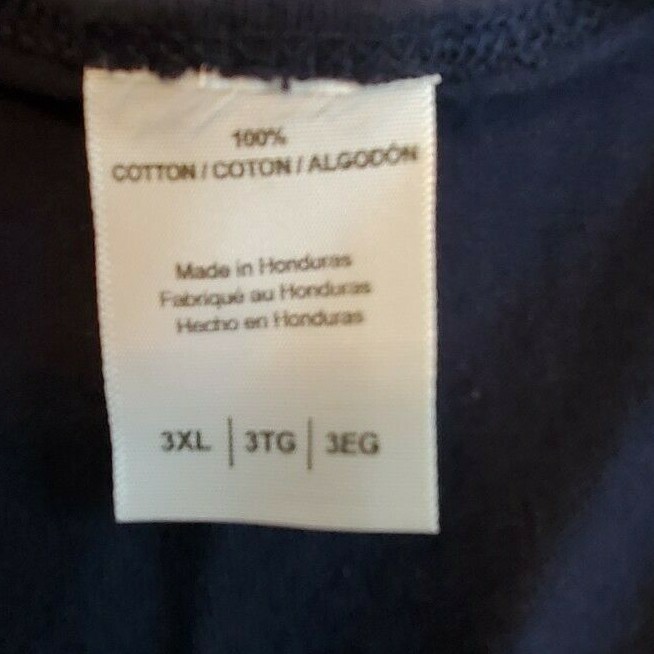 100%
COTTON / COTON / ALGODÓN
Made in Honduras
Fabriqué au Honduras
Hecho en Honduras
3XL | 3TG | 3EG